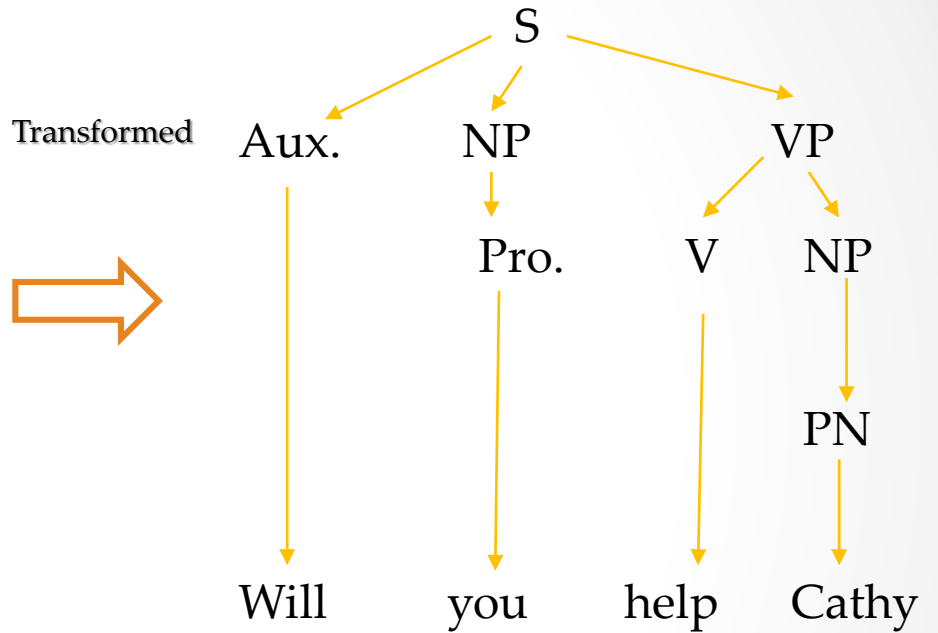 S
Transformed Aux. NP VP
Pro. V NP
PN
Will you help Cathy